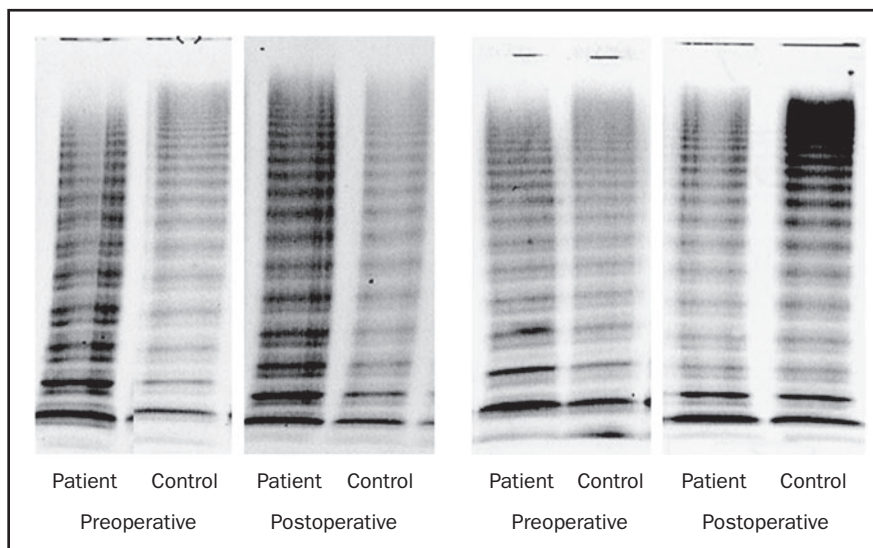 Patient Control Patient Control Patient Control Patient Control
Preoperative Postoperative Preoperative Postoperative